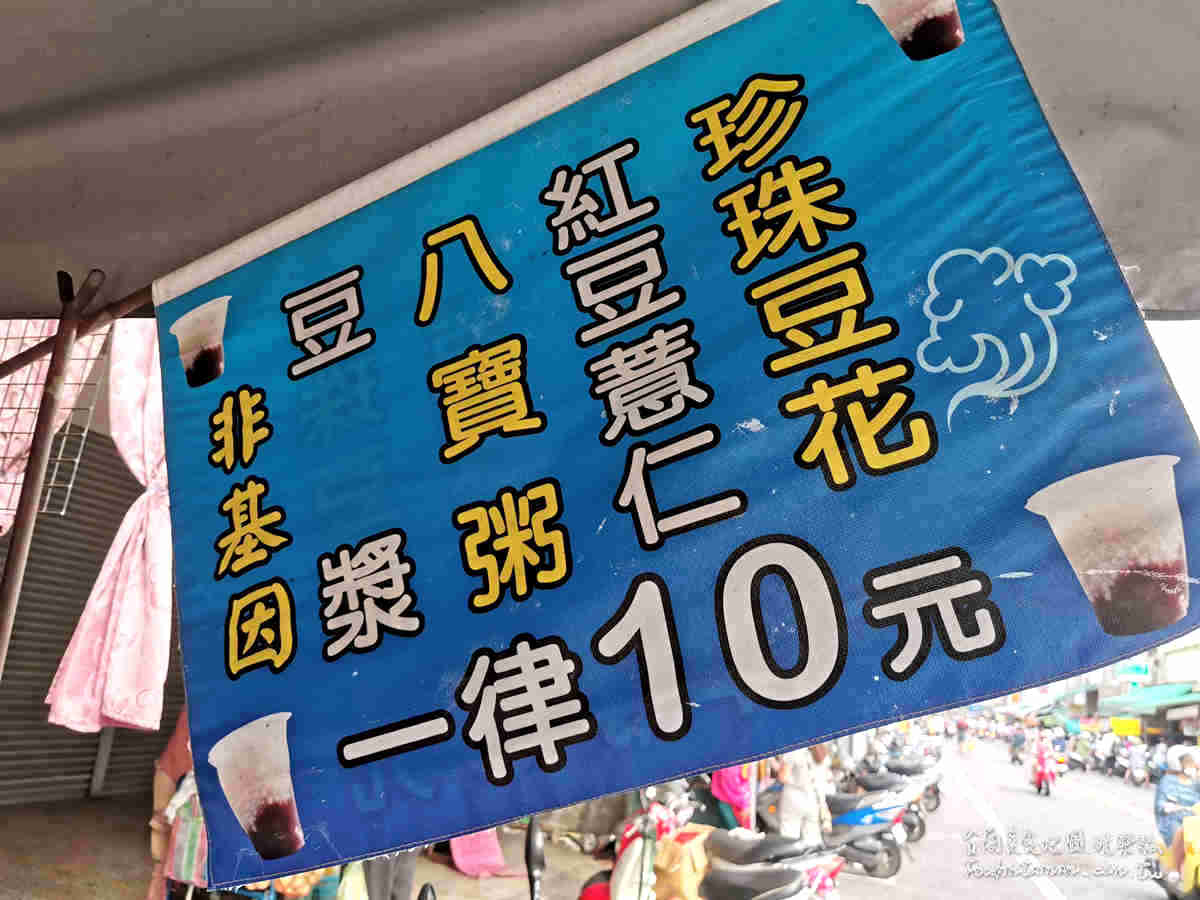 珍珠豆花
紅豆薏仁
八寶粥
豆漿
非基因
一律10元